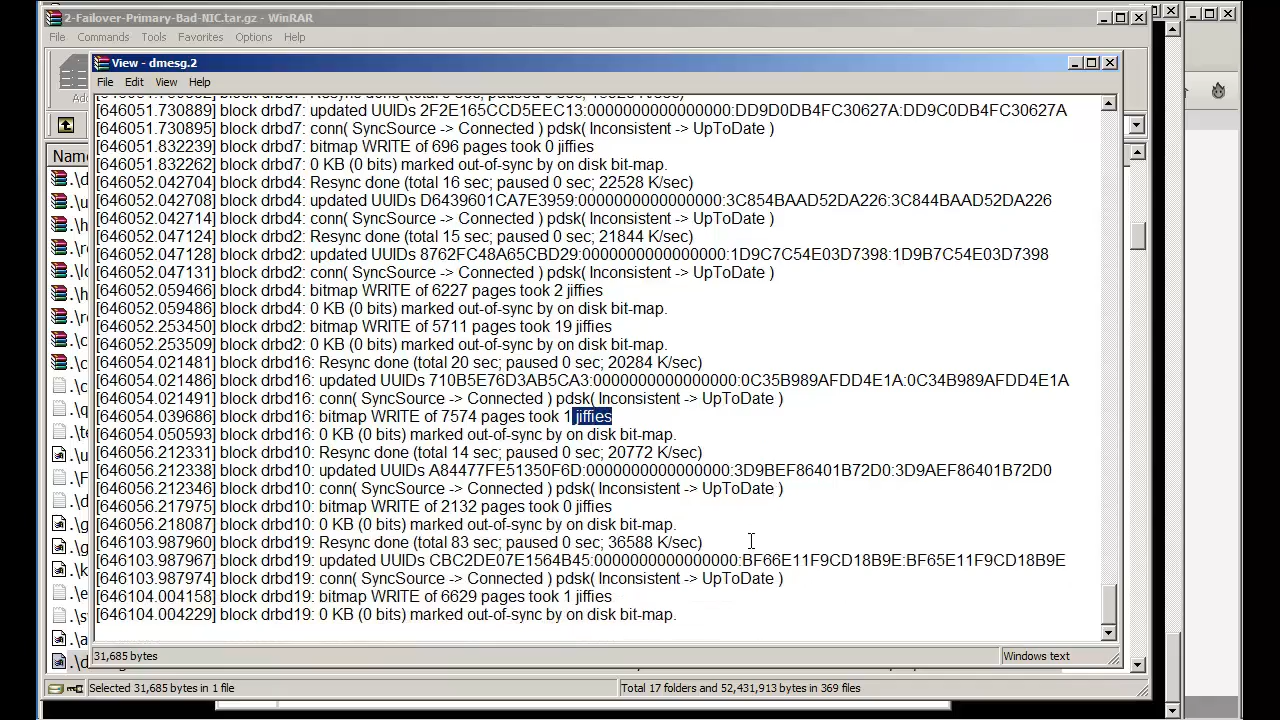 2-Failover-Primary-Bad-NIC.tar.gz - WinRAR
File Commands Tools Favorites Options Help
View - dmesg.2
File Edit View Help
[646051.730889] block drbd7: updated UUIDs 2F2E165CCD5EEC13:0000000000000000:DD9D0DB4FC30627A:DD9C0DB4FC30627A
[646051.730895] block drbd7: conn( SyncSource -> Connected ) pdsk( Inconsistent -> UpToDate )
[646051.832239] block drbd7: bitmap WRITE of 696 pages took 0 jiffies
[646051.832262] block drbd7: 0 KB (0 bits) marked out-of-sync by on disk bit-map.
[646052.042704] block drbd4: Resync done (total 16 sec; paused 0 sec; 22528 K/sec)
[646052.042708] block drbd4: updated UUIDs D6439601CA7E3959:0000000000000000:3C854BAAD52DA226:3C844BAAD52DA226
[646052.042714] block drbd4: conn( SyncSource -> Connected ) pdsk( Inconsistent -> UpToDate )
[646052.047124] block drbd2: Resync done (total 15 sec; paused 0 sec; 21844 K/sec)
[646052.047128] block drbd2: updated UUIDs 8762FC48A65CBD29:0000000000000000:1D9C7C54E03D7398:1D9B7C54E03D7398
[646052.047131] block drbd2: conn( SyncSource -> Connected ) pdsk( Inconsistent -> UpToDate )
[646052.059466] block drbd4: bitmap WRITE of 6227 pages took 2 jiffies
[646052.059486] block drbd4: 0 KB (0 bits) marked out-of-sync by on disk bit-map.
[646052.253450] block drbd2: bitmap WRITE of 5711 pages took 19 jiffies
[646052.253509] block drbd2: 0 KB (0 bits) marked out-of-sync by on disk bit-map.
[646054.021481] block drbd16: Resync done (total 20 sec; paused 0 sec; 20284 K/sec)
[646054.021486] block drbd16: updated UUIDs 710B5E76D3AB5CA3:0000000000000000:0C35B989AFDD4E1A:0C34B989AFDD4E1A
[646054.021491] block drbd16: conn( SyncSource -> Connected ) pdsk( Inconsistent -> UpToDate )
[646054.039686] block drbd16: bitmap WRITE of 7574 pages took 1 jiffies
[646054.050593] block drbd16: 0 KB (0 bits) marked out-of-sync by on disk bit-map.
[646056.212331] block drbd10: Resync done (total 14 sec; paused 0 sec; 20772 K/sec)
[646056.212338] block drbd10: updated UUIDs A84477FE51350F6D:0000000000000000:3D9BEF86401B72D0:3D9AEF86401B72D0
[646056.212346] block drbd10: conn( SyncSource -> Connected ) pdsk( Inconsistent -> UpToDate )
[646056.217975] block drbd10: bitmap WRITE of 2132 pages took 0 jiffies
[646056.218087] block drbd10: 0 KB (0 bits) marked out-of-sync by on disk bit-map.
[646103.987960] block drbd19: Resync done (total 83 sec; paused 0 sec; 36588 K/sec)
[646103.987967] block drbd19: updated UUIDs CBC2DE07E1564B45:0000000000000000:BF66E11F9CD18B9E:BF65E11F9CD18B9E
[646103.987974] block drbd19: conn( SyncSource -> Connected ) pdsk( Inconsistent -> UpToDate )
[646104.004158] block drbd19: bitmap WRITE of 6629 pages took 1 jiffies
[646104.004229] block drbd19: 0 KB (0 bits) marked out-of-sync by on disk bit-map.
31,685 bytes
Windows text
Selected 31,685 bytes in 1 file
Total 17 folders and 52,431,913 bytes in 369 files